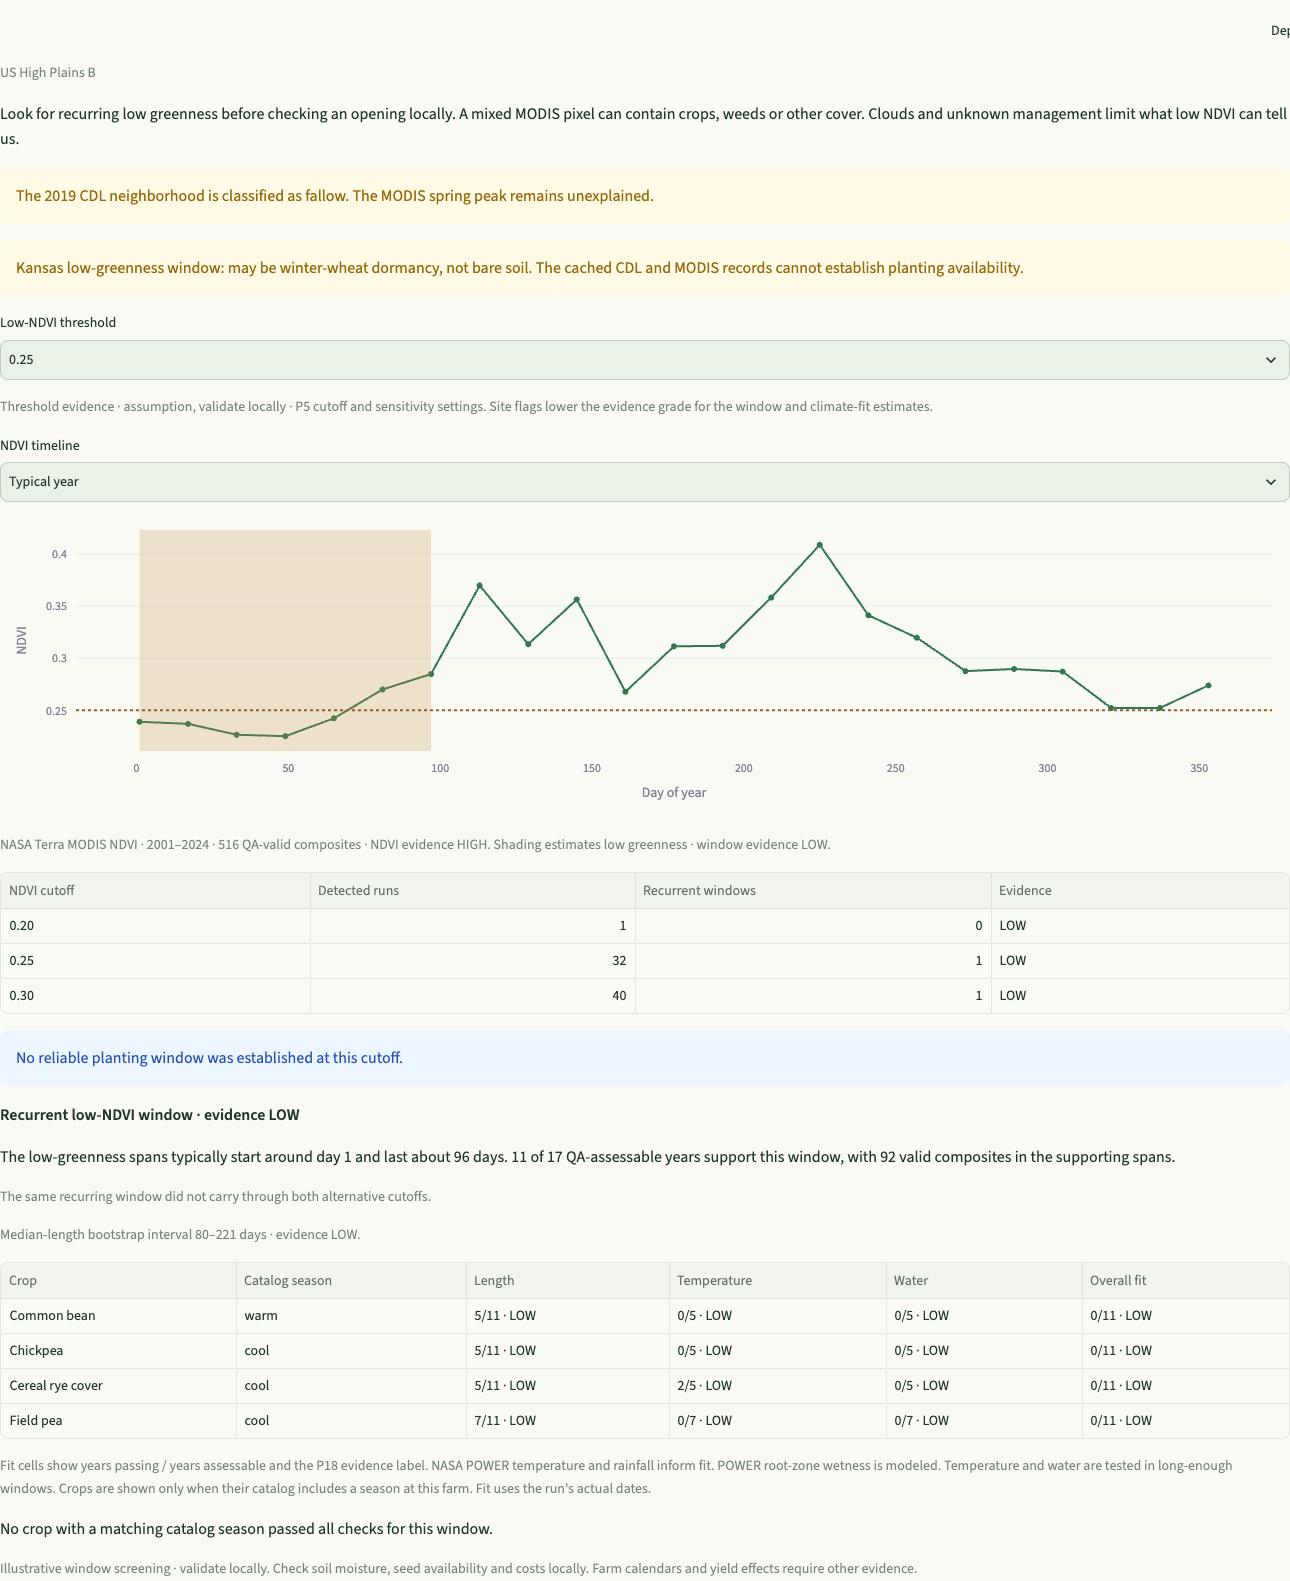 Dep
US High Plains B
Look for recurring low greenness before checking an opening locally. A mixed MODIS pixel can contain crops, weeds or other cover. Clouds and unknown management limit what low NDVI can tell
us.
The 2019 CDL neighborhood is classified as fallow. The MODIS spring peak remains unexplained.
Kansas low-greenness window: may be winter-wheat dormancy, not bare soil. The cached CDL and MODIS records cannot establish planting availability.
Low-NDVI threshold
0.25
Threshold evidence · assumption, validate locally · P5 cutoff and sensitivity settings. Site flags lower the evidence grade for the window and climate-fit estimates.
NDVI timeline
Typical year
0.4
0.35
0.3
0.25
NDVI
0 50 100 150 200 250 300 350
Day of year
NASA Terra MODIS NDVI · 2001–2024 · 516 QA-valid composites · NDVI evidence HIGH. Shading estimates low greenness · window evidence LOW.
NDVI cutoff Detected runs Recurrent windows Evidence
0.20 1 0 LOW
0.25 32 1 LOW
0.30 40 1 LOW
No reliable planting window was established at this cutoff.
Recurrent low-NDVI window · evidence LOW
The low-greenness spans typically start around day 1 and last about 96 days. 11 of 17 QA-assessable years support this window, with 92 valid composites in the supporting spans.
The same recurring window did not carry through both alternative cutoffs.
Median-length bootstrap interval 80–221 days · evidence LOW.
Crop Catalog season Length Temperature Water Overall fit
Common bean warm 5/11 · LOW 0/5 · LOW 0/5 · LOW 0/11 · LOW
Chickpea cool 5/11 · LOW 0/5 · LOW 0/5 · LOW 0/11 · LOW
Cereal rye cover cool 5/11 · LOW 2/5 · LOW 0/5 · LOW 0/11 · LOW
Field pea cool 7/11 · LOW 0/7 · LOW 0/7 · LOW 0/11 · LOW
Fit cells show years passing / years assessable and the P18 evidence label. NASA POWER temperature and rainfall inform fit. POWER root-zone wetness is modeled. Temperature and water are tested in long-enough
windows. Crops are shown only when their catalog includes a season at this farm. Fit uses the run's actual dates.
No crop with a matching catalog season passed all checks for this window.
Illustrative window screening · validate locally. Check soil moisture, seed availability and costs locally. Farm calendars and yield effects require other evidence.